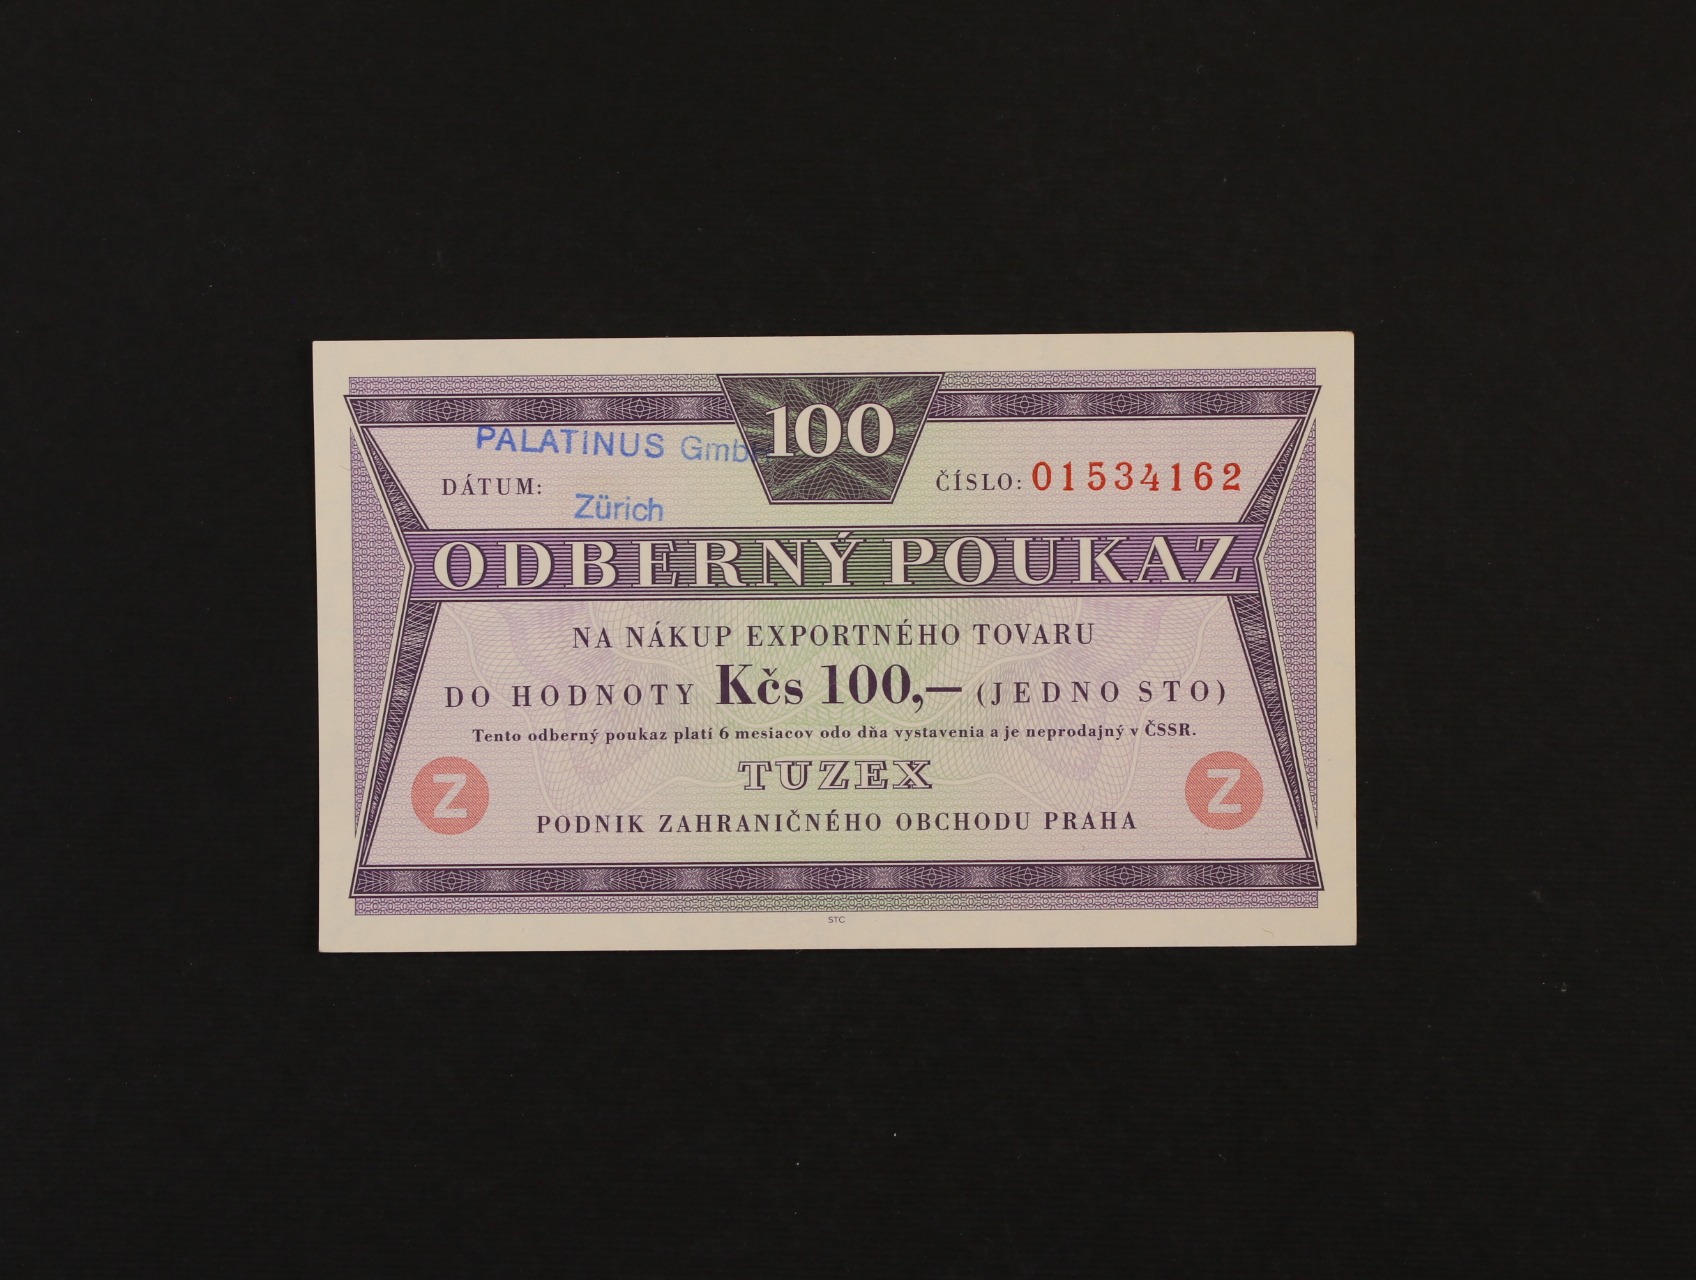 100
PALATINUS Gmb
DÁTUM:
Zürich
ČÍSLO: 01534162
ODBERNÝ POUKAZ
NA NÁKUP EXPORTNÉHO TOVARU
DO HODNOTY Kčs 100,— (JEDNO STO)
Tento odberný poukaz platí 6 mesiacov odo dňa vystavenia a je neprodajný v ČSSR.
Z
TUZEX
Z
PODNIK ZAHRANIČNÉHO OBCHODU PRAHA
STC